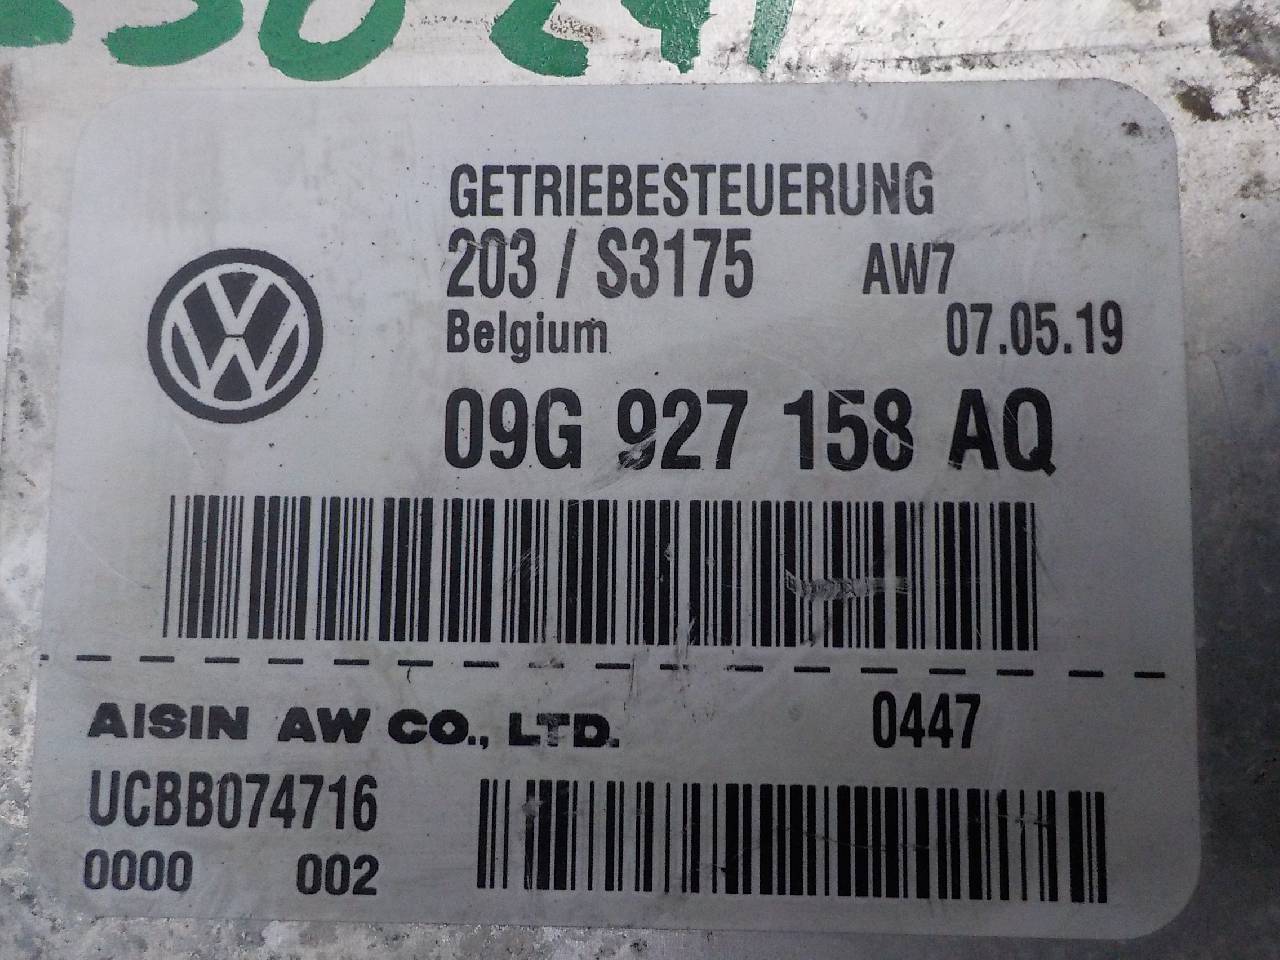 GETRIEBESTEUERUNG
203 / S3175 AW7
Belgium 07.05.19
09G 927 158 AQ
AISIN AW CO., LTD. 0447
UCBB074716
0000 002